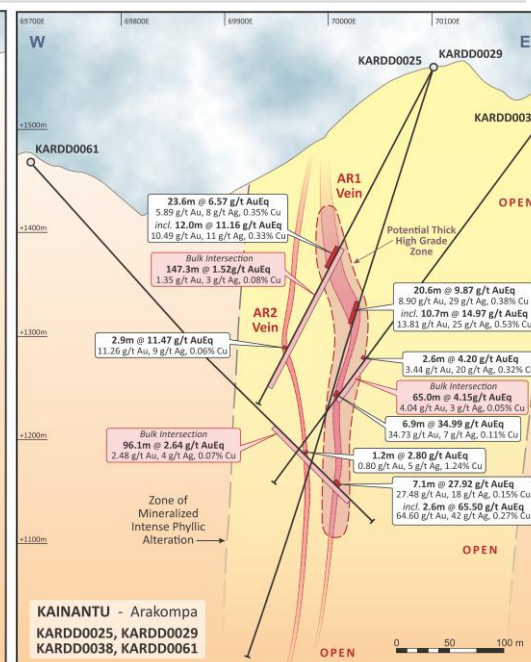 69700E
69800E
69900E
70000E
70100E
W
E
KARDD0029
KARDD0025
KARDD0061
+1500m
+1400m
+1300m
+1200m
+1100m
OPEN
AR1
Vein
Potential Thick
High Grade
Zone
23.6m @ 6.57 g/t AuEq
5.89 g/t Au, 8 g/t Ag, 0.35% Cu
incl. 12.0m @ 11.16 g/t AuEq
10.49 g/t Au, 11 g/t Ag, 0.33% Cu
Bulk Intersection
147.3m @ 1.52g/t AuEq
1.35 g/t Au, 3 g/t Ag, 0.08% Cu
AR2
Vein
20.6m @ 9.87 g/t AuEq
8.90 g/t Au, 29 g/t Ag, 0.38% Cu
incl. 10.7m @ 14.97 g/t AuEq
13.81 g/t Au, 25 g/t Ag, 0.53% Cu
2.9m @ 11.47 g/t AuEq
11.26 g/t Au, 9 g/t Ag, 0.06% Cu
2.6m @ 4.20 g/t AuEq
3.44 g/t Au, 20 g/t Ag, 0.32% Cu
Bulk Intersection
65.0m @ 4.15g/t AuEq
4.04 g/t Au, 3 g/t Ag, 0.05% Cu
6.9m @ 34.99 g/t AuEq
34.73 g/t Au, 7 g/t Ag, 0.11% Cu
Bulk Intersection
96.1m @ 2.64 g/t AuEq
2.48 g/t Au, 4 g/t Ag, 0.07% Cu
1.2m @ 2.80 g/t AuEq
0.80 g/t Au, 5 g/t Ag, 1.24% Cu
7.1m @ 27.92 g/t AuEq
27.48 g/t Au, 18 g/t Ag, 0.15% Cu
incl. 2.6m @ 65.50 g/t AuEq
64.60 g/t Au, 42 g/t Ag, 0.27% Cu
Zone of
Mineralized
Intense Phyllic
Alteration
OPEN
KAINANTU - Arakompa
KARDD0025, KARDD0029
KARDD0038, KARDD0061
OPEN
0 50 100 m